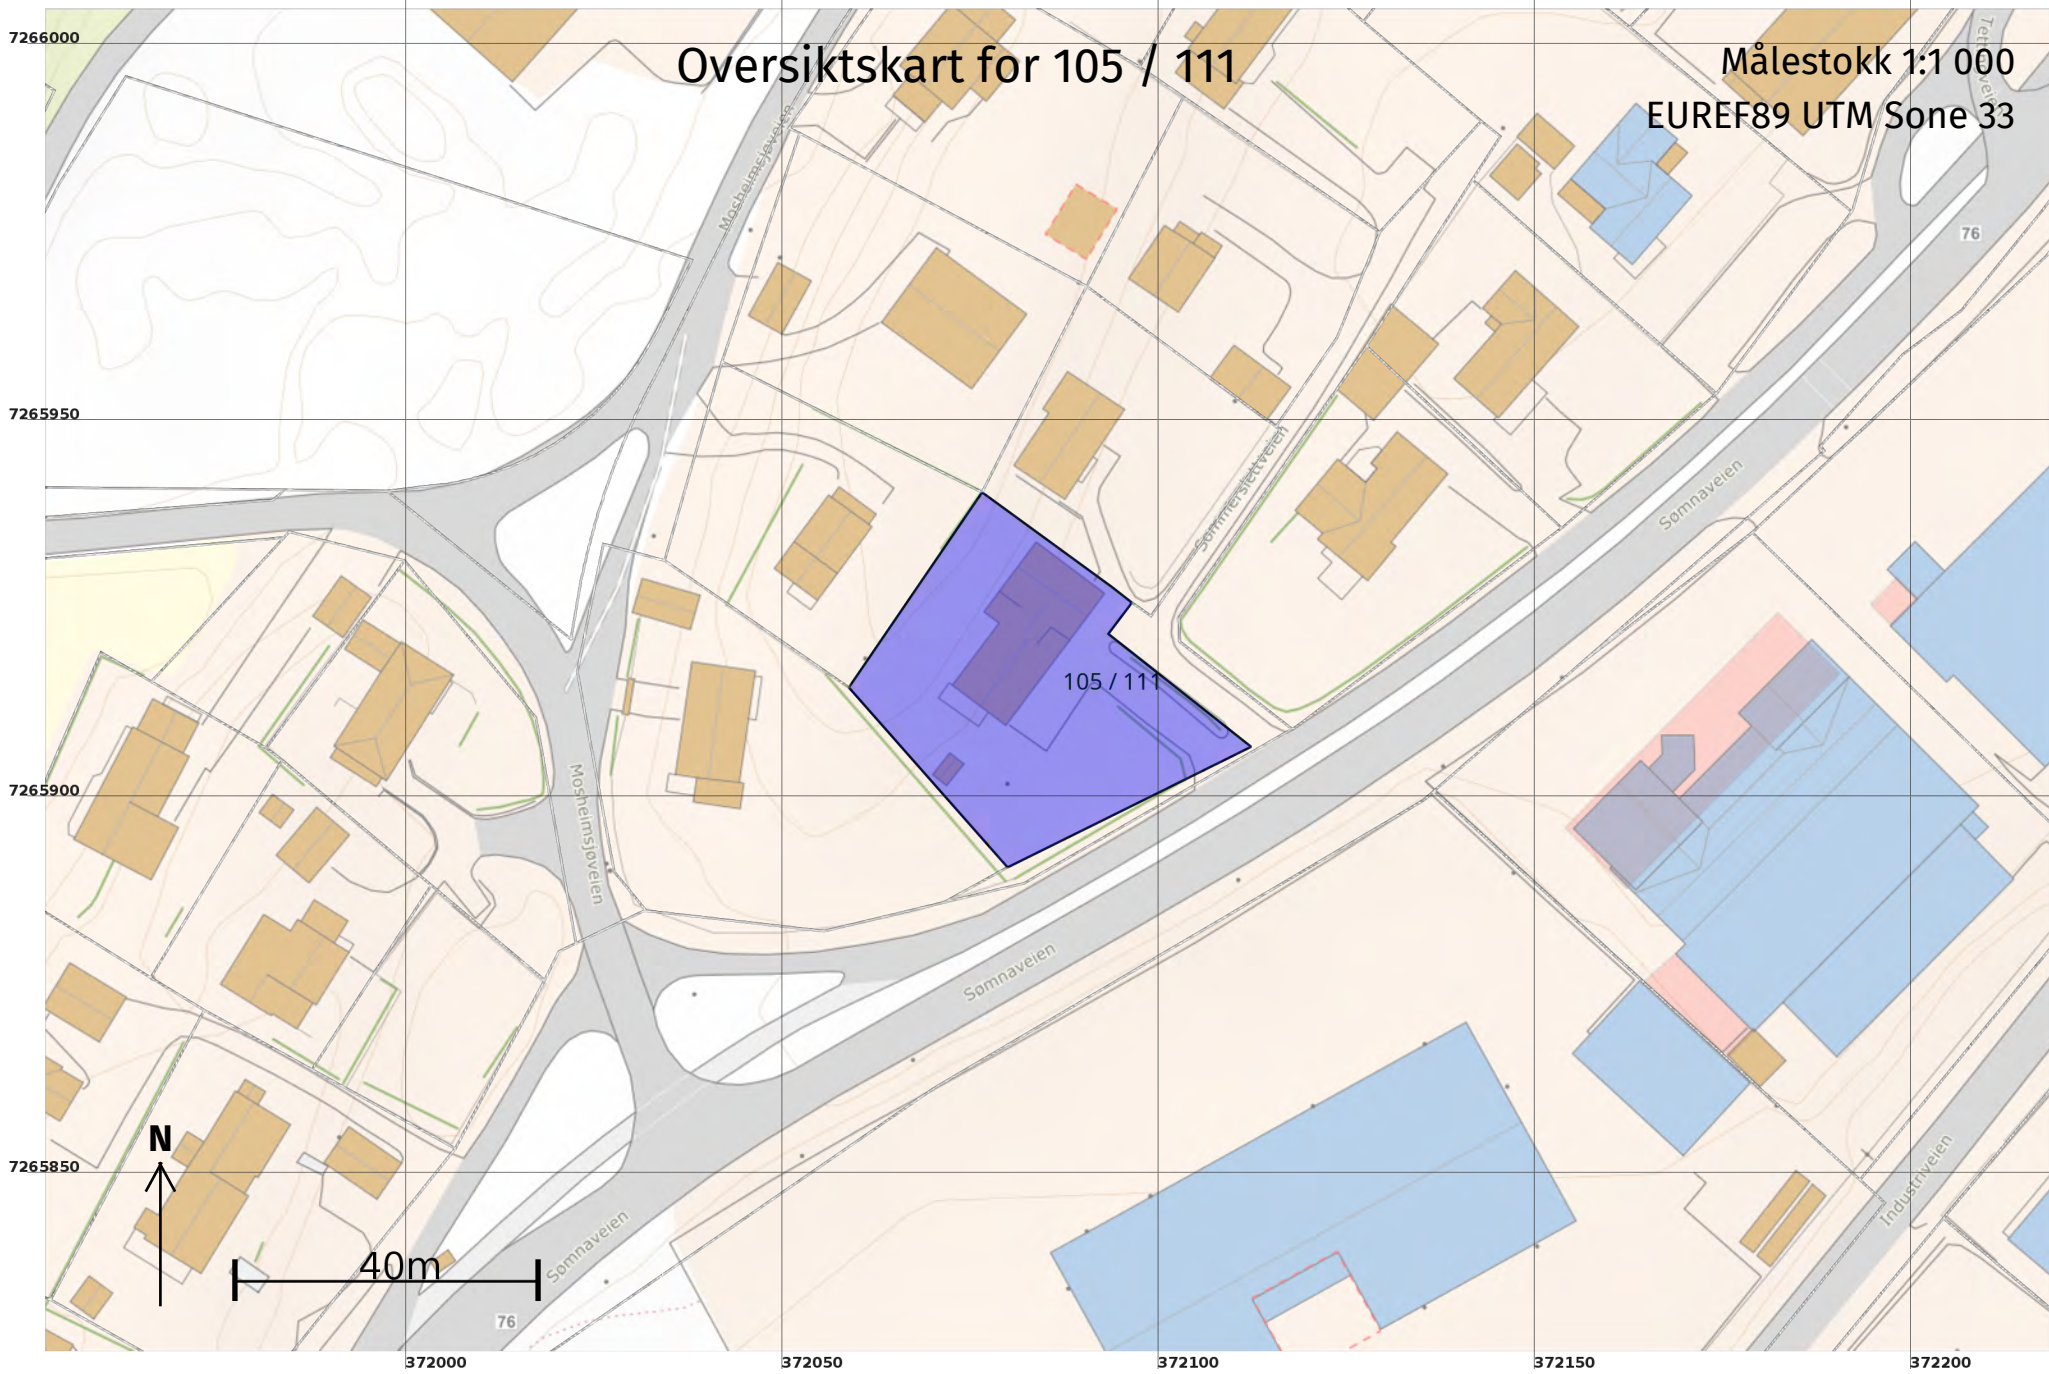 Oversiktskart for 105 / 111
Målestokk 1:1 000
EUREF89 UTM Sone 33
7266000
7265950
7265900
7265850
372000
372050
372100
372150
372200
Mosheimsjøveien
76
Sømnaveien
Sommerslettveien
105 / 111
Mosheimsjøveien
Sømnaveien
Industriveien
N
40m
Sømnaveien
76